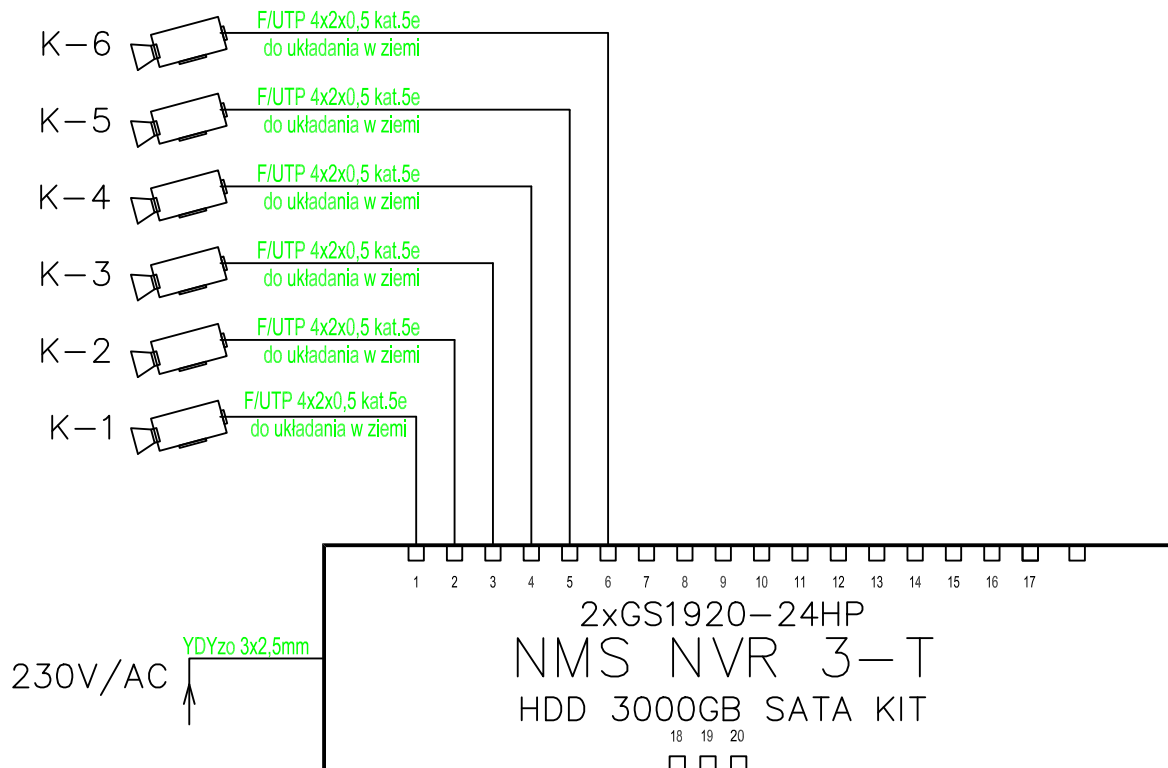 K-6
F/UTP 4x2x0,5 kat.5e
do układania w ziemi
K-5
F/UTP 4x2x0,5 kat.5e
do układania w ziemi
K-4
F/UTP 4x2x0,5 kat.5e
do układania w ziemi
K-3
F/UTP 4x2x0,5 kat.5e
do układania w ziemi
K-2
F/UTP 4x2x0,5 kat.5e
do układania w ziemi
K-1
F/UTP 4x2x0,5 kat.5e
do układania w ziemi
1 2 3 4 5 6 7 8 9 10 11 12 13 14 15 16 17
2xGS1920-24HP
NMS NVR 3-T
HDD 3000GB SATA KIT
YDYzo 3x2,5mm
230V/AC
18 19 20